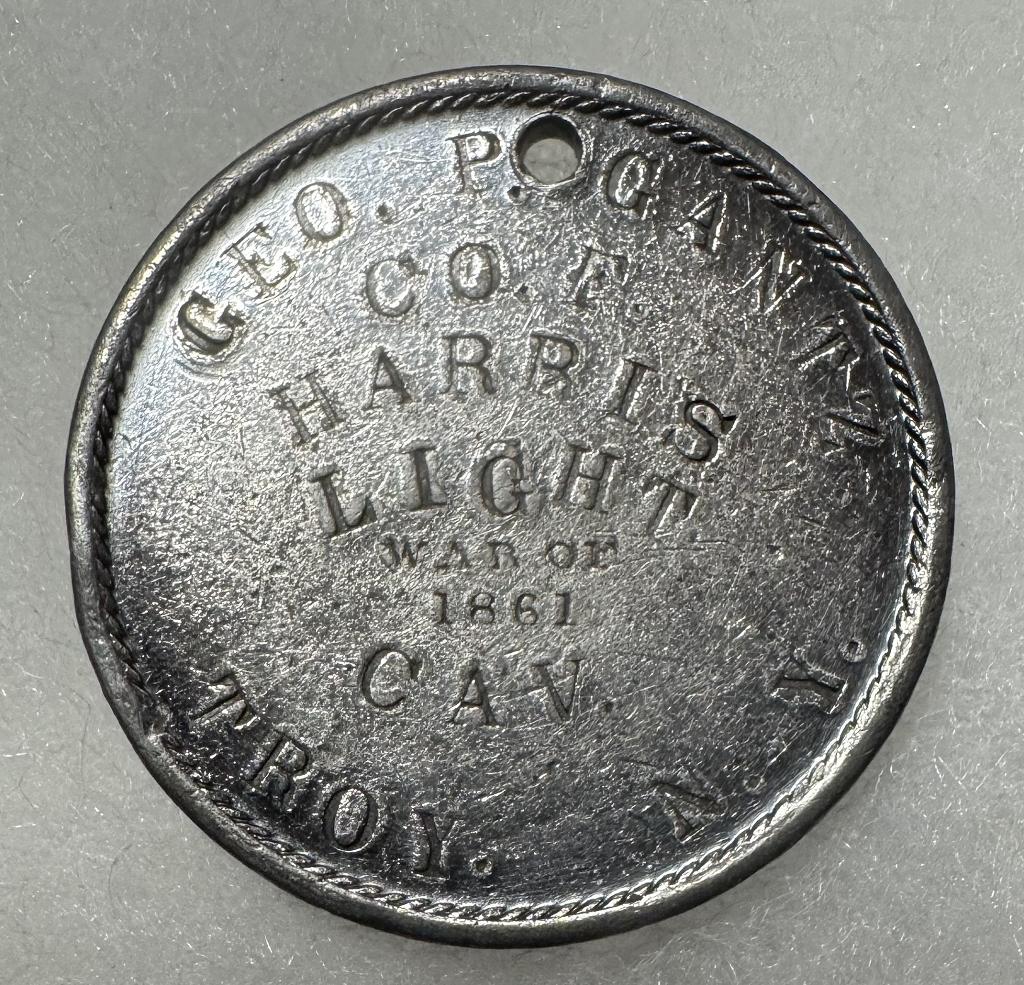 GEO. P. GANTZ
CO. F.
HARRIS
LIGHT
WAR OF
1861
CAV.
TROY. N.Y.